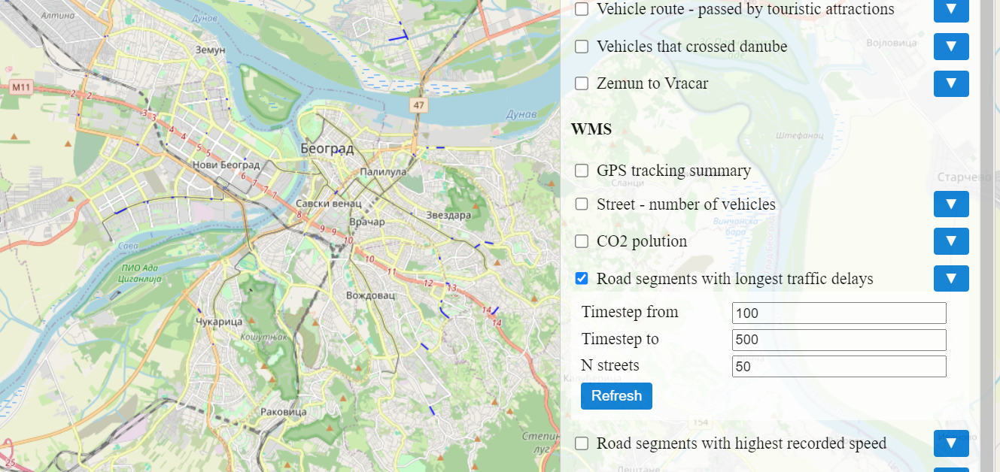 Алтина
Дунав
Земун
M11
2 2
3 3
4 4
5 5
6 7 7
Нови Београд
Београд
47
Дунав
Палилула
Савски венац
Врачар
Звездара
8
9 9
10
10
11
12
13
14
14
Сава
ПИО Ада
Циганлија
Вождовац
Чукарица
Кошутњак
Раковица
Степин
луг
25
Vehicle route - passed by touristic attractions
Војловица
Vehicles that crossed danube
Zemun to Vracar
WMS
Штефанац
GPS tracking summary
Сланци
Старчево
Street - number of vehicles
Винчанска
бара
CO2 polution
Road segments with longest traffic delays
Timestep from
100
Timestep to
500
N streets
50
Refresh
154
Road segments with highest recorded speed
Лештане